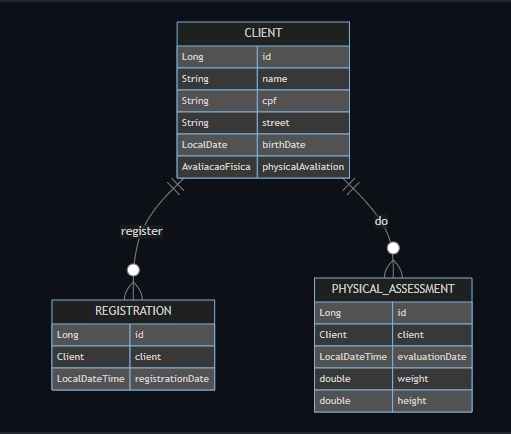 CLIENT
Long id
String name
String cpf
String street
LocalDate birthDate
AvaliacaoFisica physicalAvaliation
register
do
REGISTRATION
Long id
Client client
LocalDateTime registrationDate
PHYSICAL_ASSESSMENT
Long id
Client client
LocalDateTime evaluationDate
double weight
double height